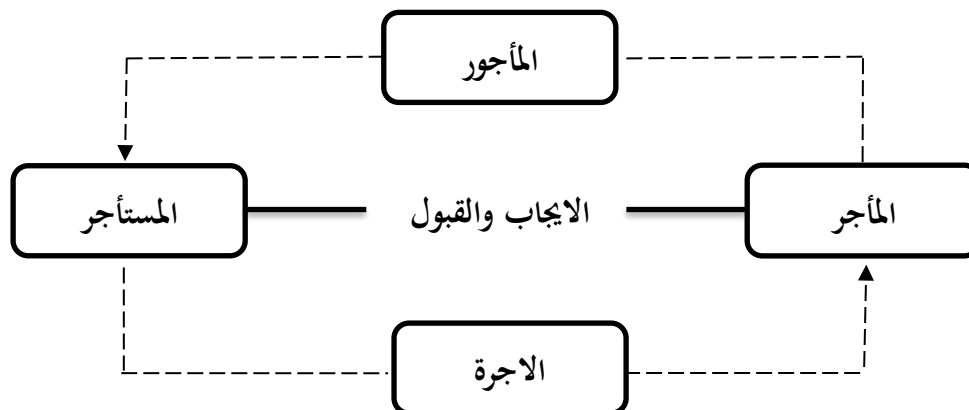 المأجور
المأجر
الايجاب والقبول
المستأجر
الاجرة